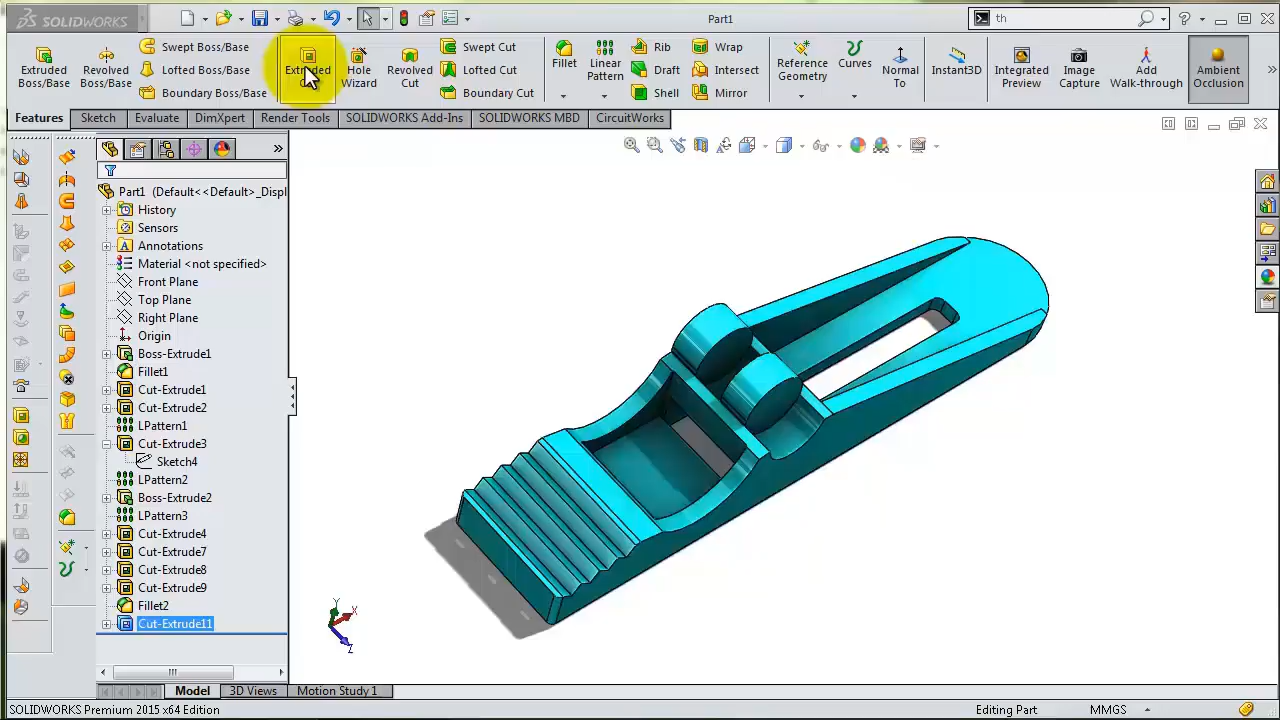 SOLIDWORKS
Part1
th
Extruded Boss/Base
Revolved Boss/Base
Swept Boss/Base
Lofted Boss/Base
Boundary Boss/Base
Extruded
Hole Wizard
Revolved Cut
Swept Cut
Lofted Cut
Boundary Cut
Fillet
Linear Pattern
Rib
Draft
Shell
Wrap
Intersect
Mirror
Reference Geometry
Curves
Normal To
Instant3D
Integrated Preview
Image Capture
Add Walk-through
Ambient Occlusion
Features
Sketch
Evaluate
DimXpert
Render Tools
SOLIDWORKS Add-Ins
SOLIDWORKS MBD
CircuitWorks
Part1 (Default<<Default>_Displ
History
Sensors
Annotations
Material <not specified>
Front Plane
Top Plane
Right Plane
Origin
Boss-Extrude1
Fillet1
Cut-Extrude1
Cut-Extrude2
LPattern1
Cut-Extrude3
Sketch4
LPattern2
Boss-Extrude2
LPattern3
Cut-Extrude4
Cut-Extrude7
Cut-Extrude8
Cut-Extrude9
Fillet2
Cut-Extrude11
Y
X
Z
Model
3D Views
Motion Study 1
SOLIDWORKS Premium 2015 x64 Edition
Editing Part
MMGS